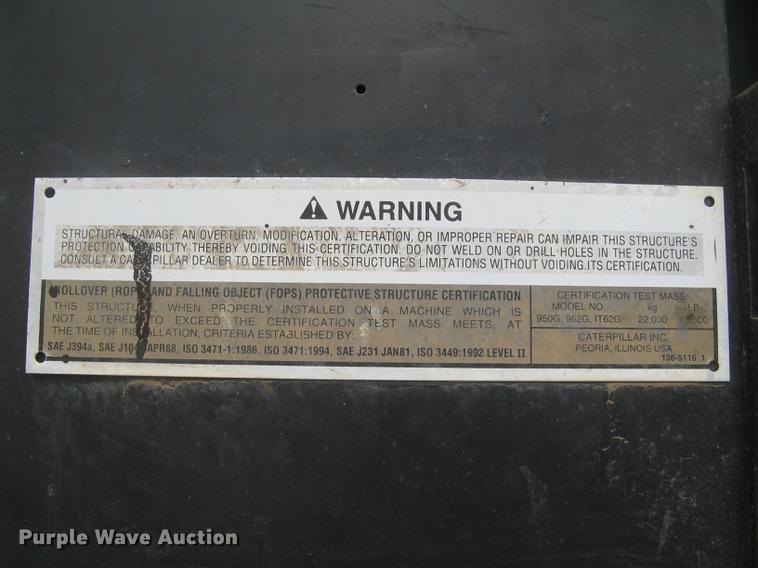 WARNING
STRUCTURAL DAMAGE, AN OVERTURN, MODIFICATION, ALTERATION, OR IMPROPER REPAIR CAN IMPAIR THIS STRUCTURE'S
PROTECTION CAPABILITY THEREBY VOIDING THIS CERTIFICATION. DO NOT WELD ON OR DRILL HOLES IN THE STRUCTURE.
CONSULT A CATERPILLAR DEALER TO DETERMINE THIS STRUCTURE'S LIMITATIONS WITHOUT VOIDING ITS CERTIFICATION.
ROLLOVER (ROPS) AND FALLING OBJECT (FOPS) PROTECTIVE STRUCTURE CERTIFICATION
THIS STRUCTURE WHEN PROPERLY INSTALLED ON A MACHINE WHICH IS
NOT ALTERED TO EXCEED THE CERTIFICATION TEST MASS MEETS, AT
THE TIME OF INSTALLATION, CRITERIA ESTABLISHED BY:
SAE J394a, SAE APR88, ISO 3471-1:1986, ISO 3471:1994, SAE J231 JAN81, ISO 3449:1992 LEVEL II
CERTIFICATION TEST MASS
MODEL NO. kg LB
950G, 962G, IT62G 22 000
CATERPILLAR INC.
PEORIA, ILLINOIS USA
136-5116 1
Purple Wave Auction